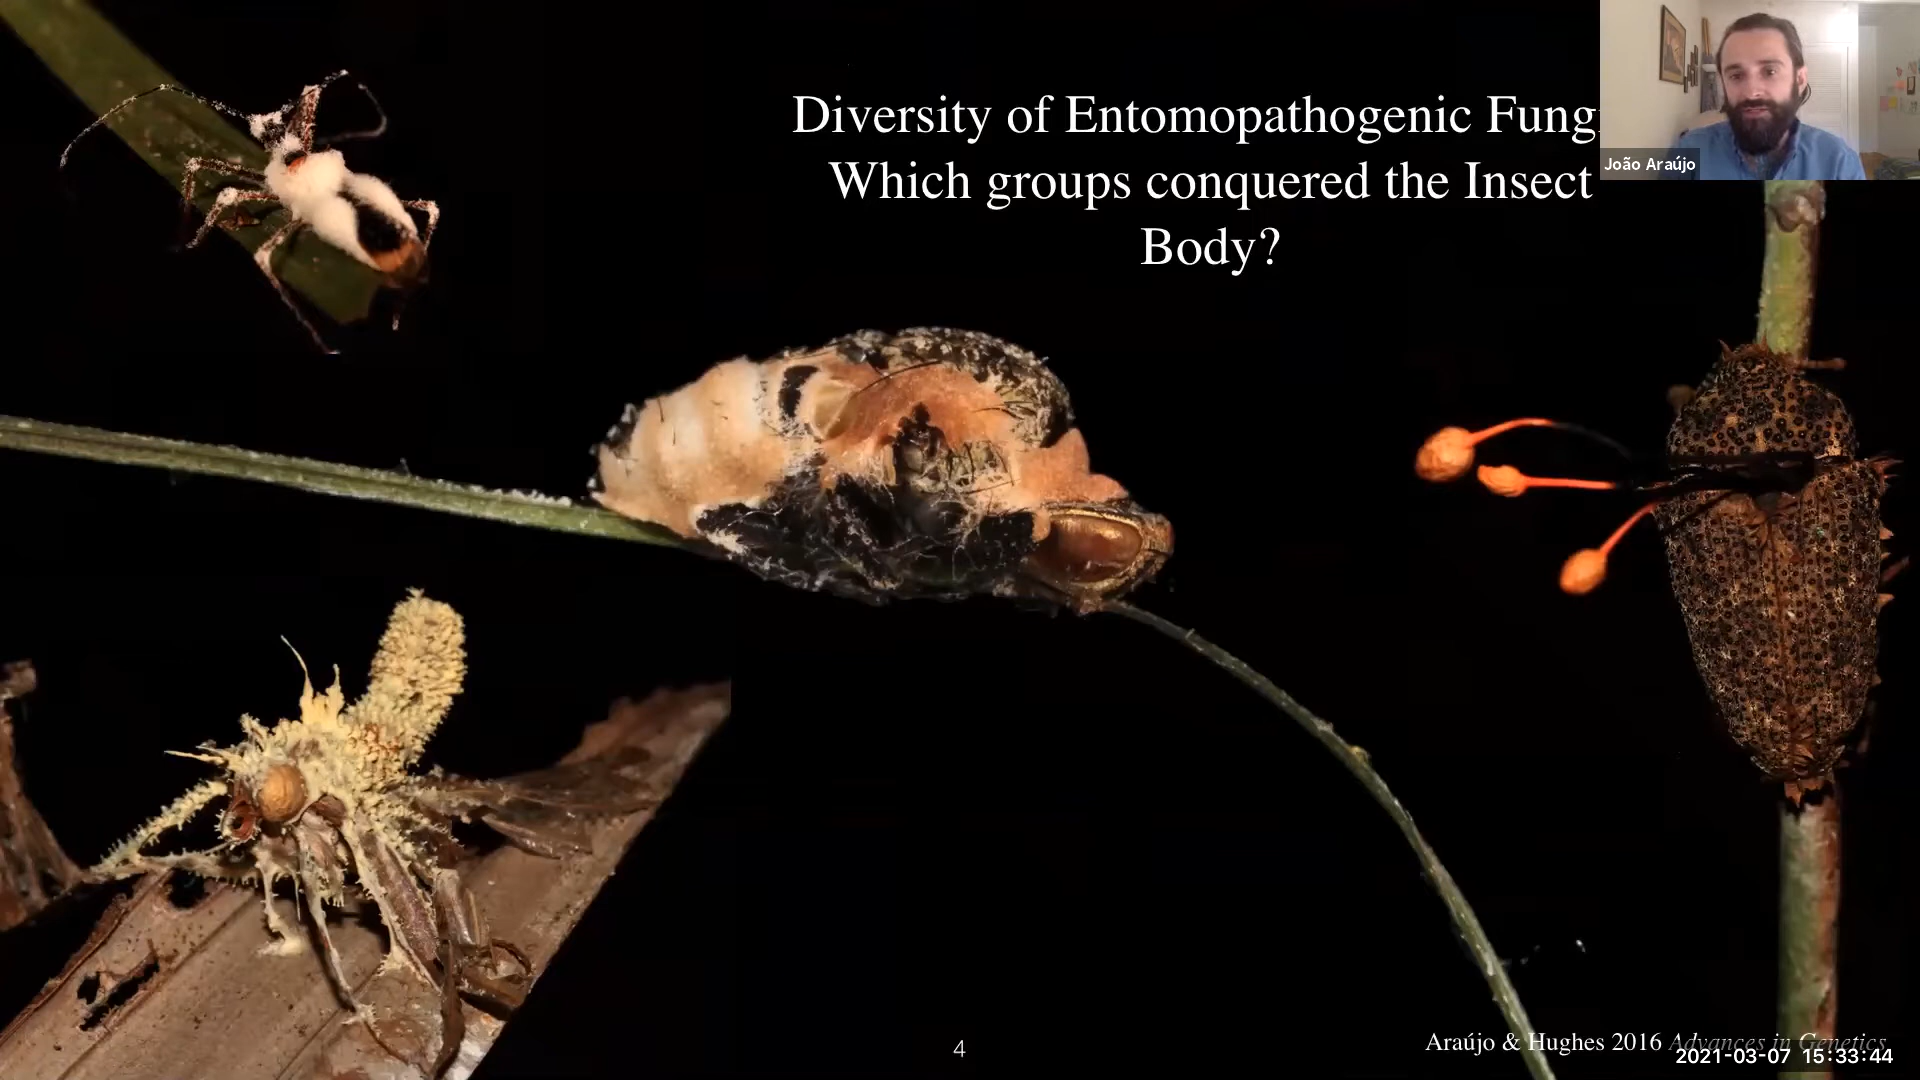 Diversity of Entomopathogenic Fungi
Which groups conquered the Insect
Body?
João Araújo
4
Araújo & Hughes 2016 Advances in Genetics
2021-03-07 15:33:44